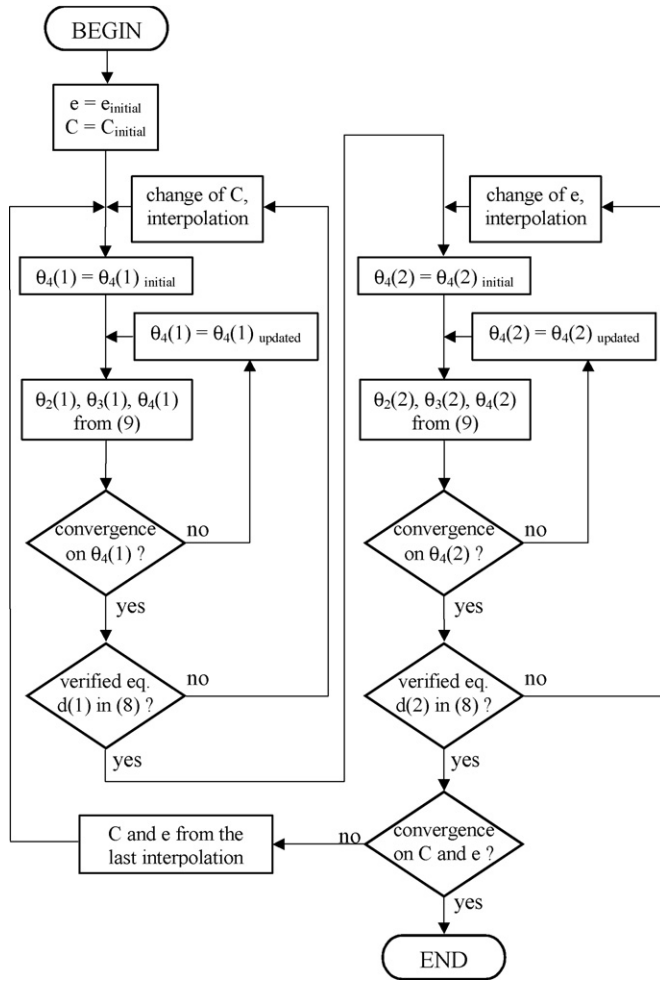 BEGIN
e = e initial
C = C initial
change of C,
interpolation
θ4(1) = θ4(1) initial
θ4(1) = θ4(1) updated
θ2(1), θ3(1), θ4(1)
from (9)
convergence
on θ4(1) ?
no
yes
verified eq.
d(1) in (8) ?
no
yes
change of e,
interpolation
θ4(2) = θ4(2) initial
θ4(2) = θ4(2) updated
θ2(2), θ3(2), θ4(2)
from (9)
convergence
on θ4(2) ?
no
yes
verified eq.
d(2) in (8) ?
no
yes
convergence
on C and e ?
no
C and e from the
last interpolation
yes
END